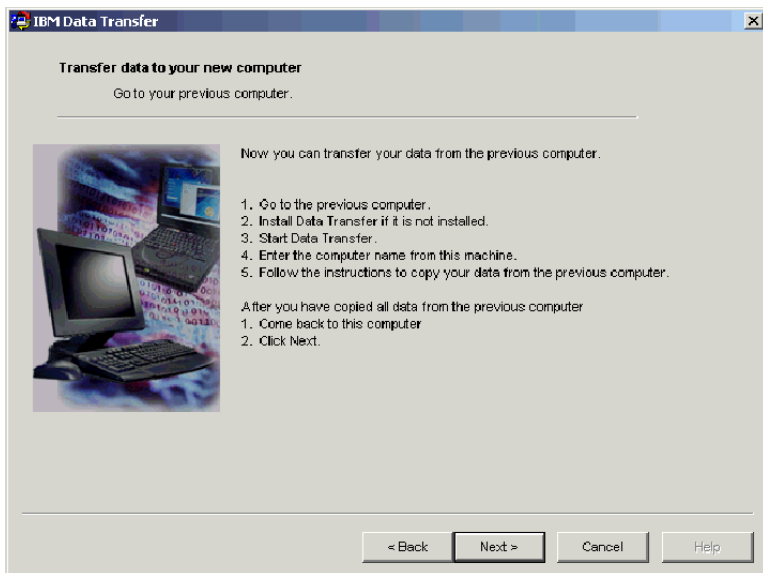 IBM Data Transfer
Transfer data to your new computer
Go to your previous computer.
Now you can transfer your data from the previous computer.
1. Go to the previous computer.
2. Install Data Transfer if it is not installed.
3. Start Data Transfer.
4. Enter the computer name from this machine.
5. Follow the instructions to copy your data from the previous computer.
After you have copied all data from the previous computer
1. Come back to this computer
2. Click Next.
< Back Next > Cancel Help